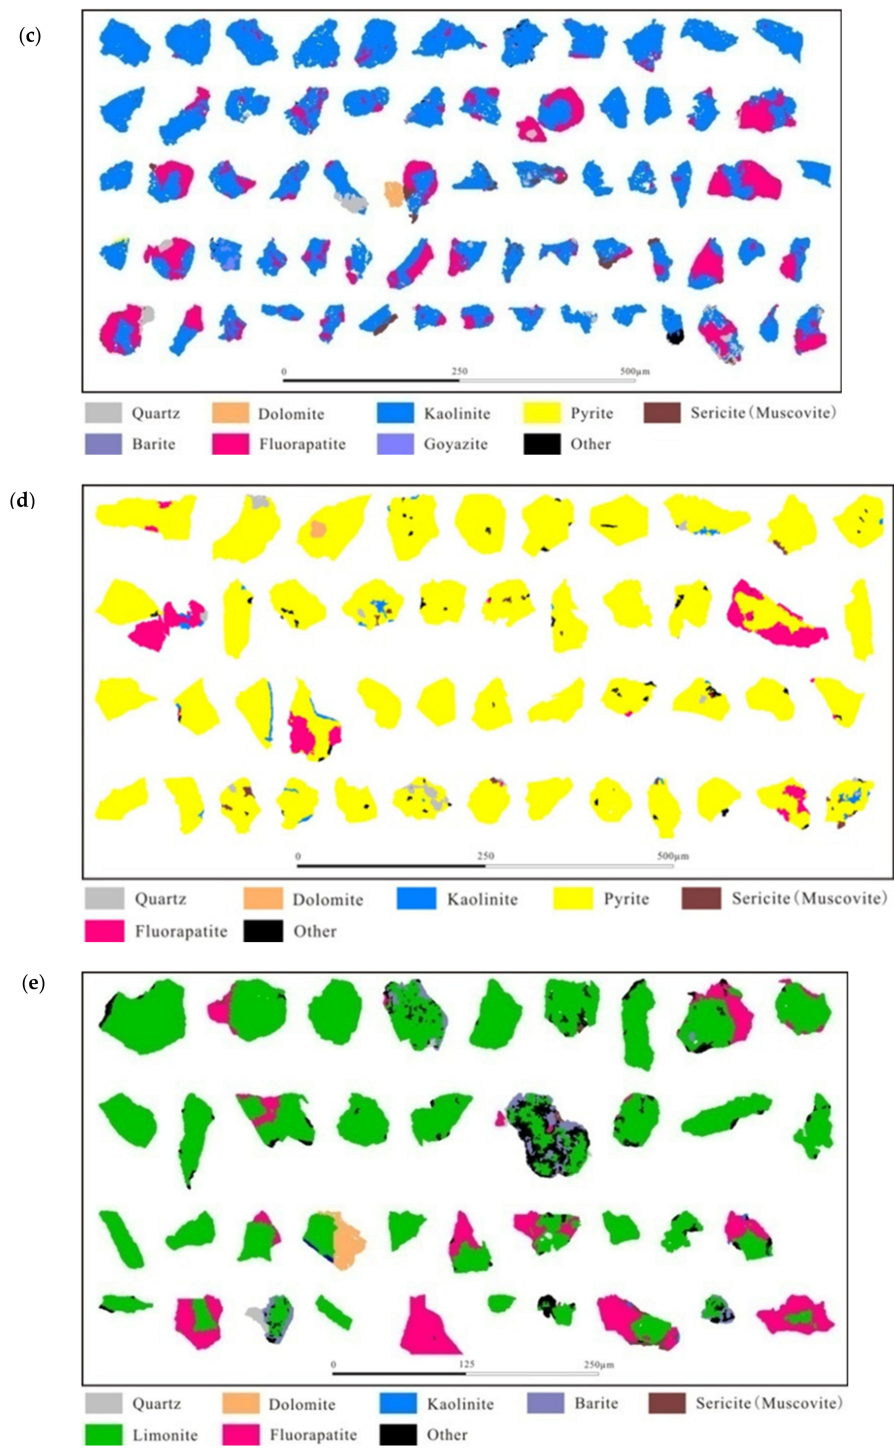 (c)
0 250 500μm
Quartz Dolomite Kaolinite Pyrite Sericite(Muscovite)
Barite Fluorapatite Goyazite Other
(d)
0 250 500μm
Quartz Dolomite Kaolinite Pyrite Sericite(Muscovite)
Fluorapatite Other
(e)
0 125 250μm
Quartz Dolomite Kaolinite Barite Sericite(Muscovite)
Limonite Fluorapatite Other